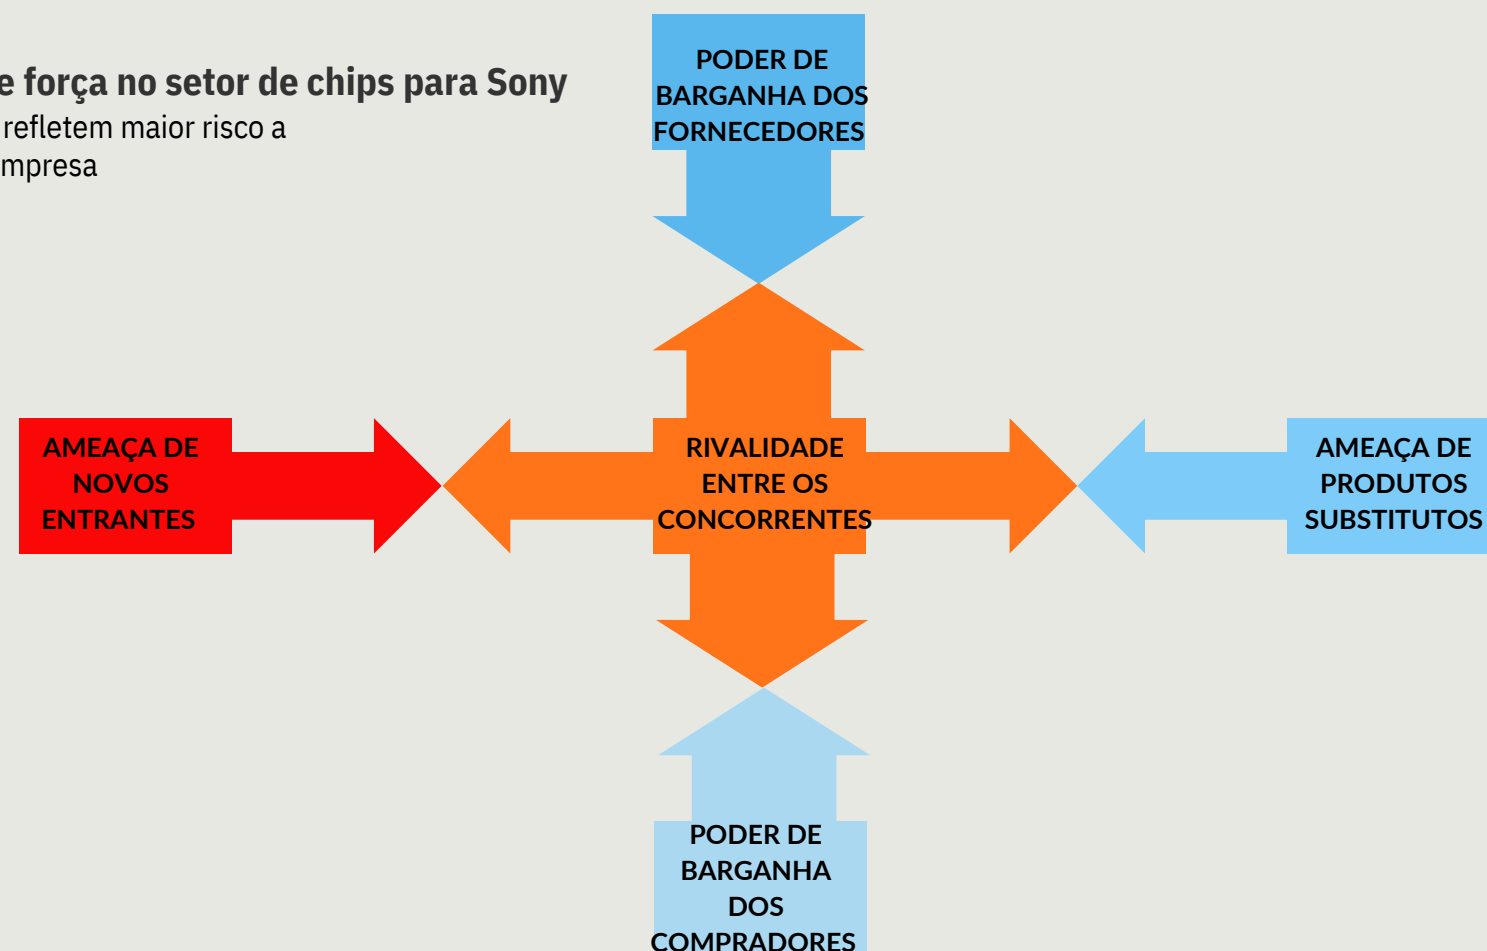 e força no setor de chips para Sony
refletem maior risco a
mpresa
PODER DE
BARGANHA DOS
FORNECEDORES
AMEAÇA DE
NOVOS
ENTRANTES
RIVALIDADE
ENTRE OS
CONCORRENTES
AMEAÇA DE
PRODUTOS
SUBSTITUTOS
PODER DE
BARGANHA
DOS
COMPRADORES